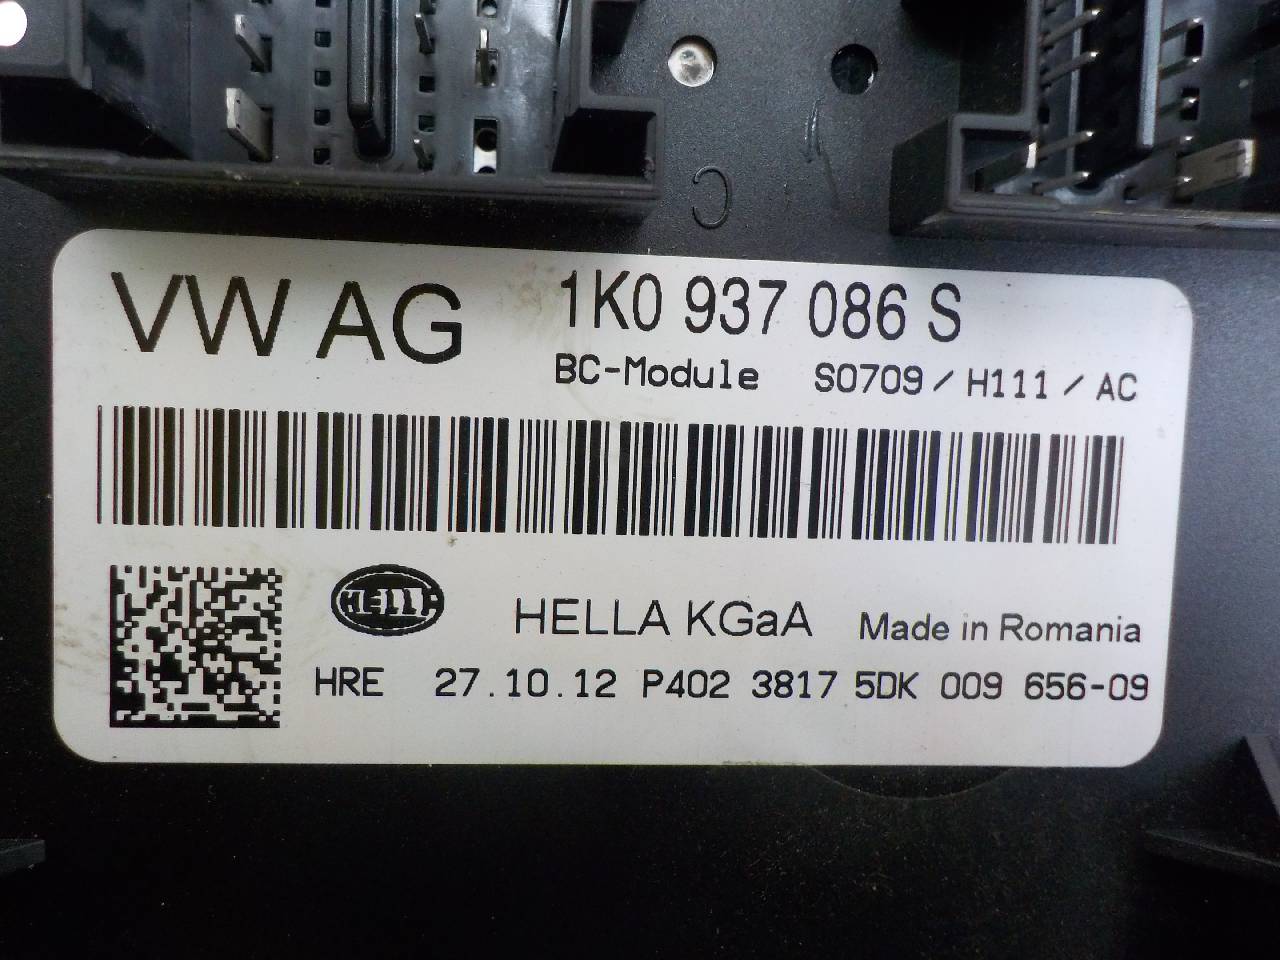 C
VW AG 1K0 937 086 S
BC-Module S0709 / H111 / AC
HELLA HELLA KGaA Made in Romania
HRE 27.10.12 P402 3817 5DK 009 656-09